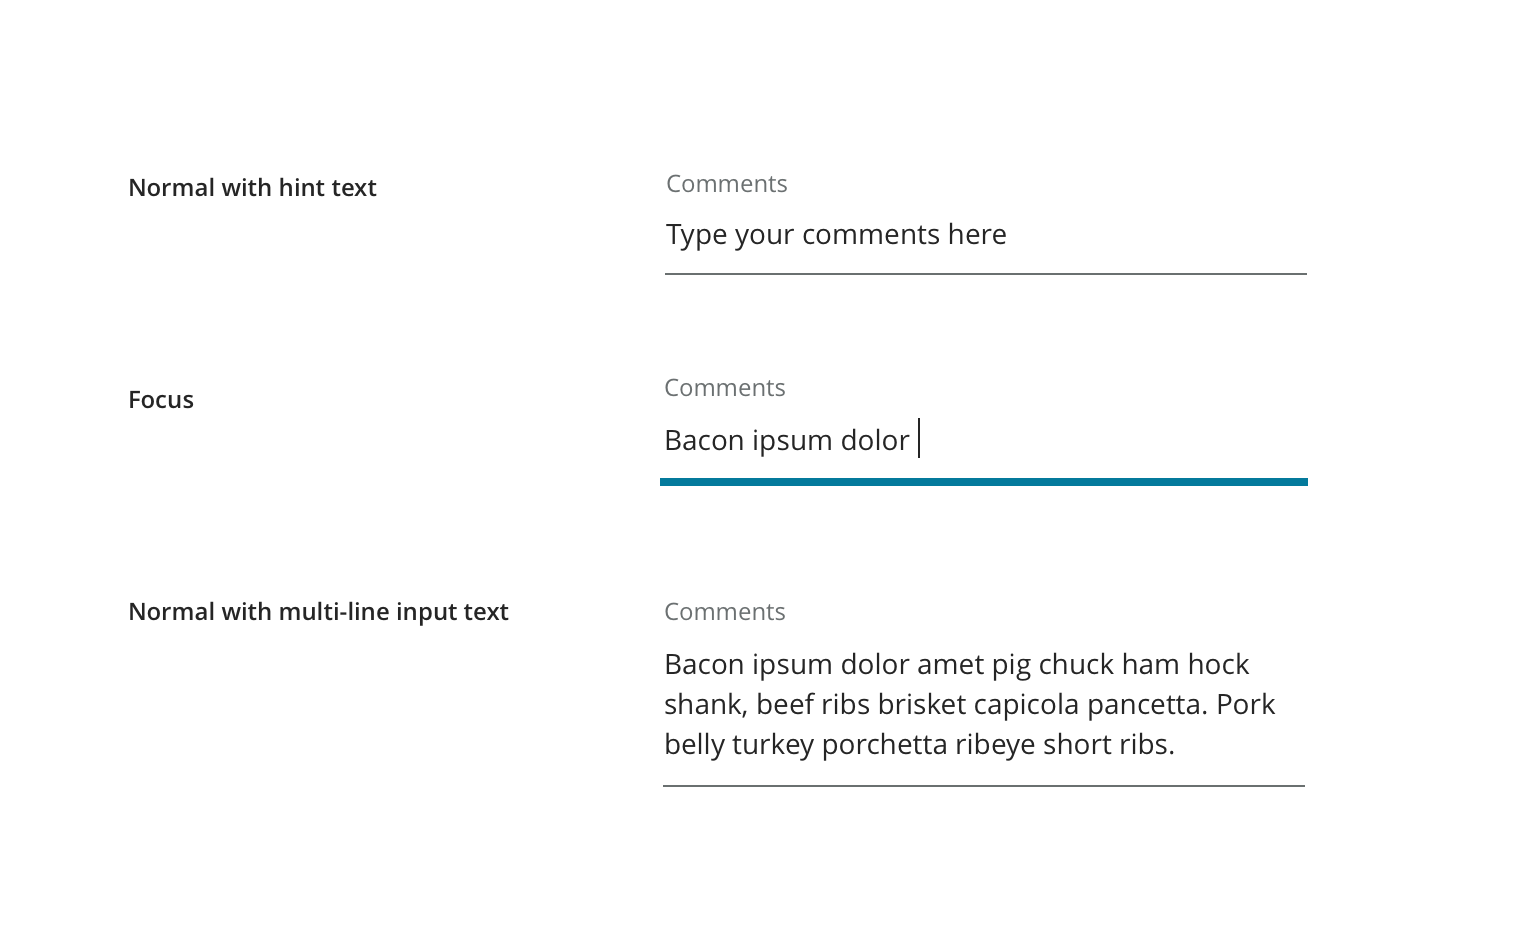 Normal with hint text
Comments
Type your comments here
Focus
Comments
Bacon ipsum dolor
Normal with multi-line input text
Comments
Bacon ipsum dolor amet pig chuck ham hock
shank, beef ribs brisket capicola pancetta. Pork
belly turkey porchetta ribeye short ribs.